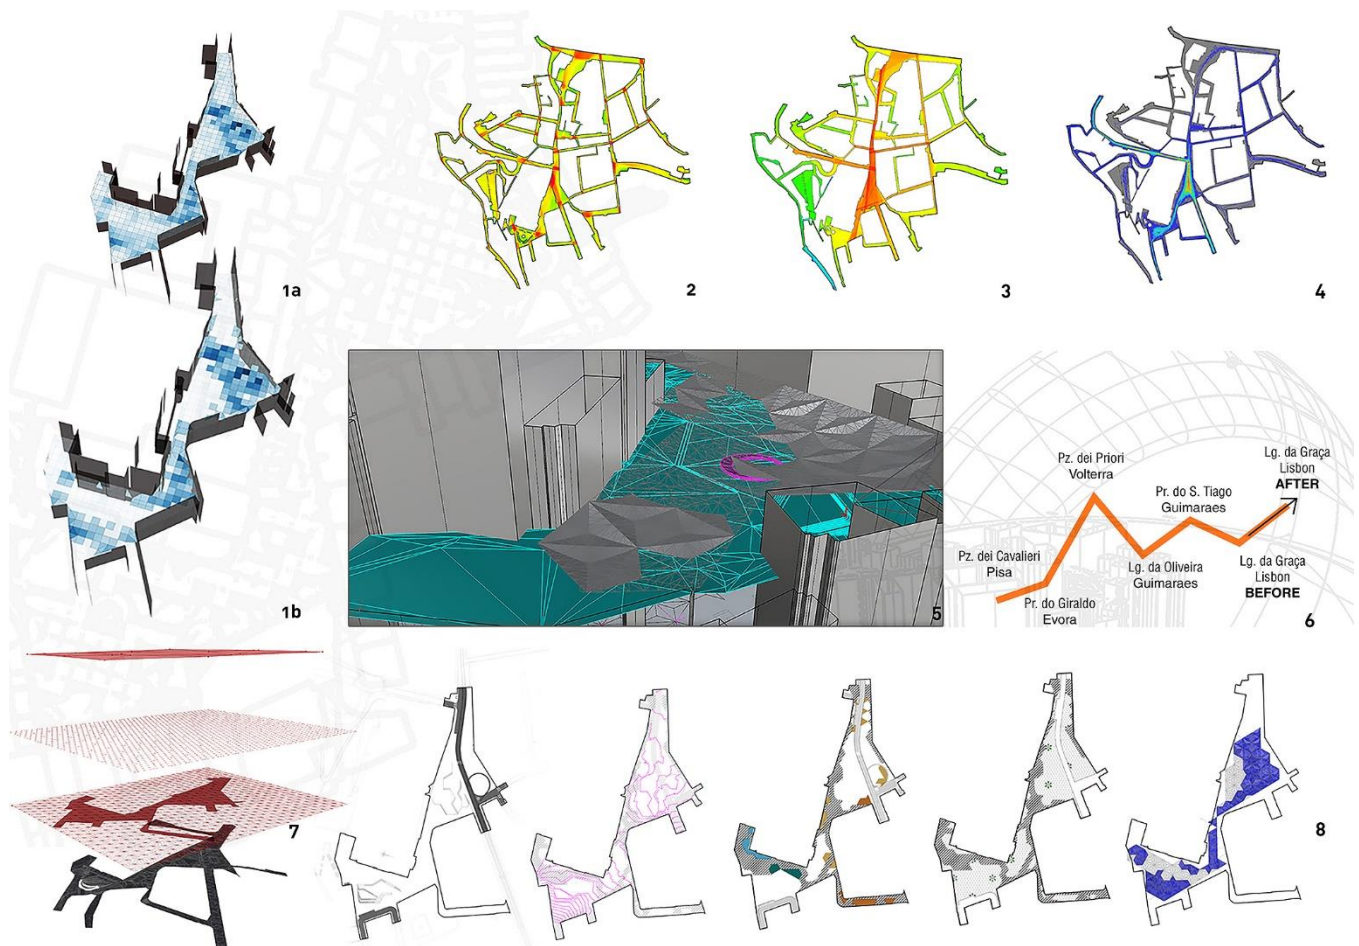 1a
2
3
4
1b
5
Pz. dei Cavalieri
Pisa
Pr. do Giraldo
Evora
Pz. dei Priori
Volterra
Lg. da Oliveira
Guimaraes
Pr. do S. Tiago
Guimaraes
Lg. da Graça
Lisbon
BEFORE
Lg. da Graça
Lisbon
AFTER
6
7
8